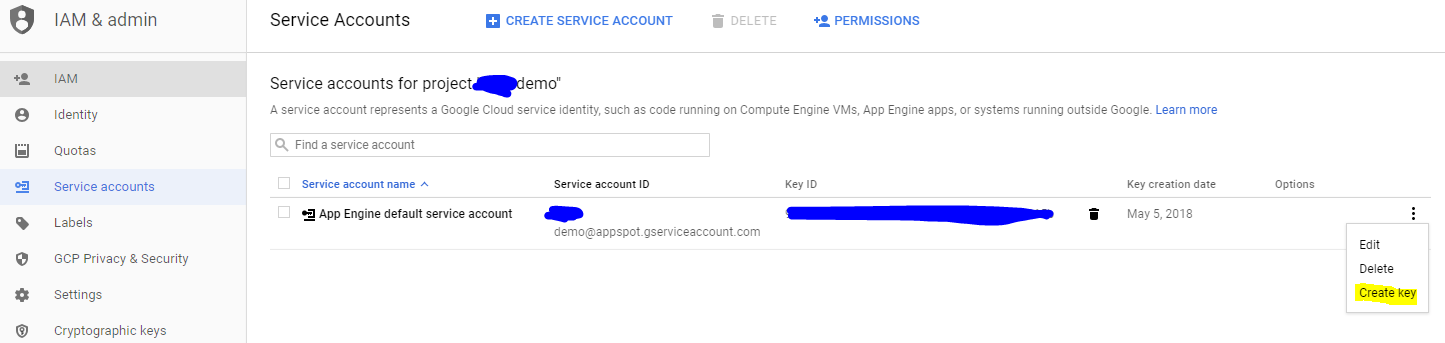 IAM & admin
Service Accounts
CREATE SERVICE ACCOUNT
DELETE
PERMISSIONS
IAM
Identity
Quotas
Service accounts
Labels
GCP Privacy & Security
Settings
Cryptographic keys
Service accounts for project demo"
A service account represents a Google Cloud service identity, such as code running on Compute Engine VMs, App Engine apps, or systems running outside Google. Learn more
Find a service account
Service account name Service account ID Key ID Key creation date Options
App Engine default service account May 5, 2018
demo@appspot.gserviceaccount.com
Edit
Delete
Create key